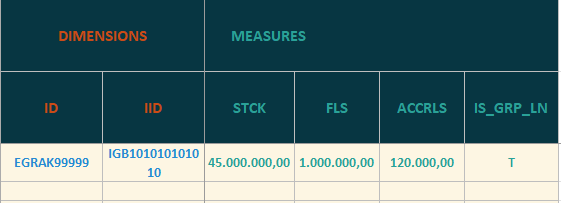 DIMENSIONS MEASURES
ID IID STCK FLS ACCRLS IS_GRP_LN
EGRAK99999 IGB1010101010
10 45.000.000,00 1.000.000,00 120.000,00 T